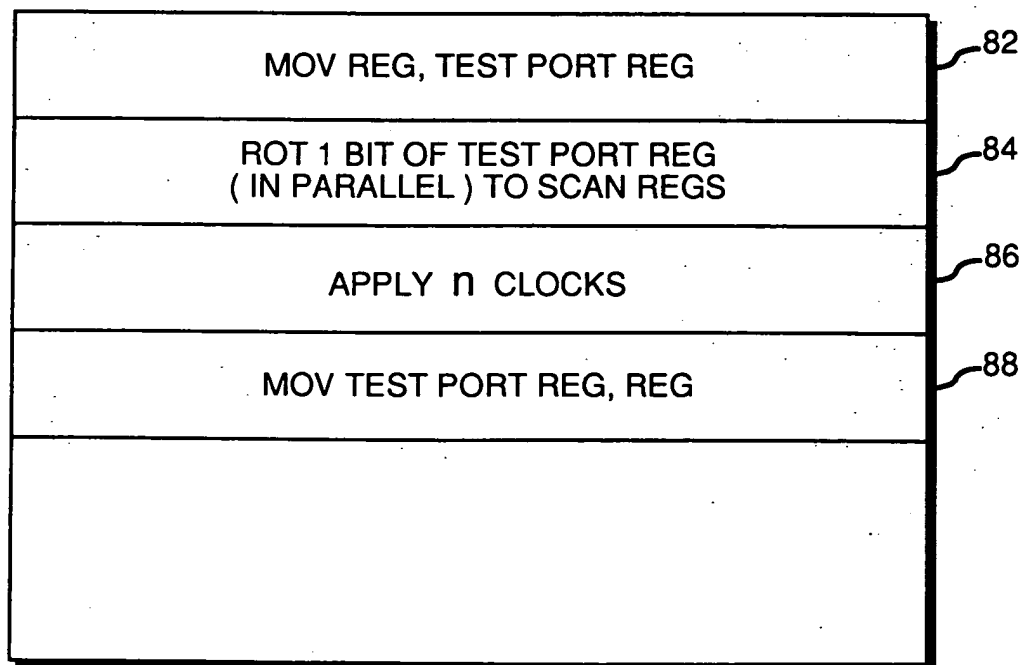 MOV REG, TEST PORT REG
82
ROT 1 BIT OF TEST PORT REG
( IN PARALLEL ) TO SCAN REGS
84
APPLY n CLOCKS
86
MOV TEST PORT REG, REG
88